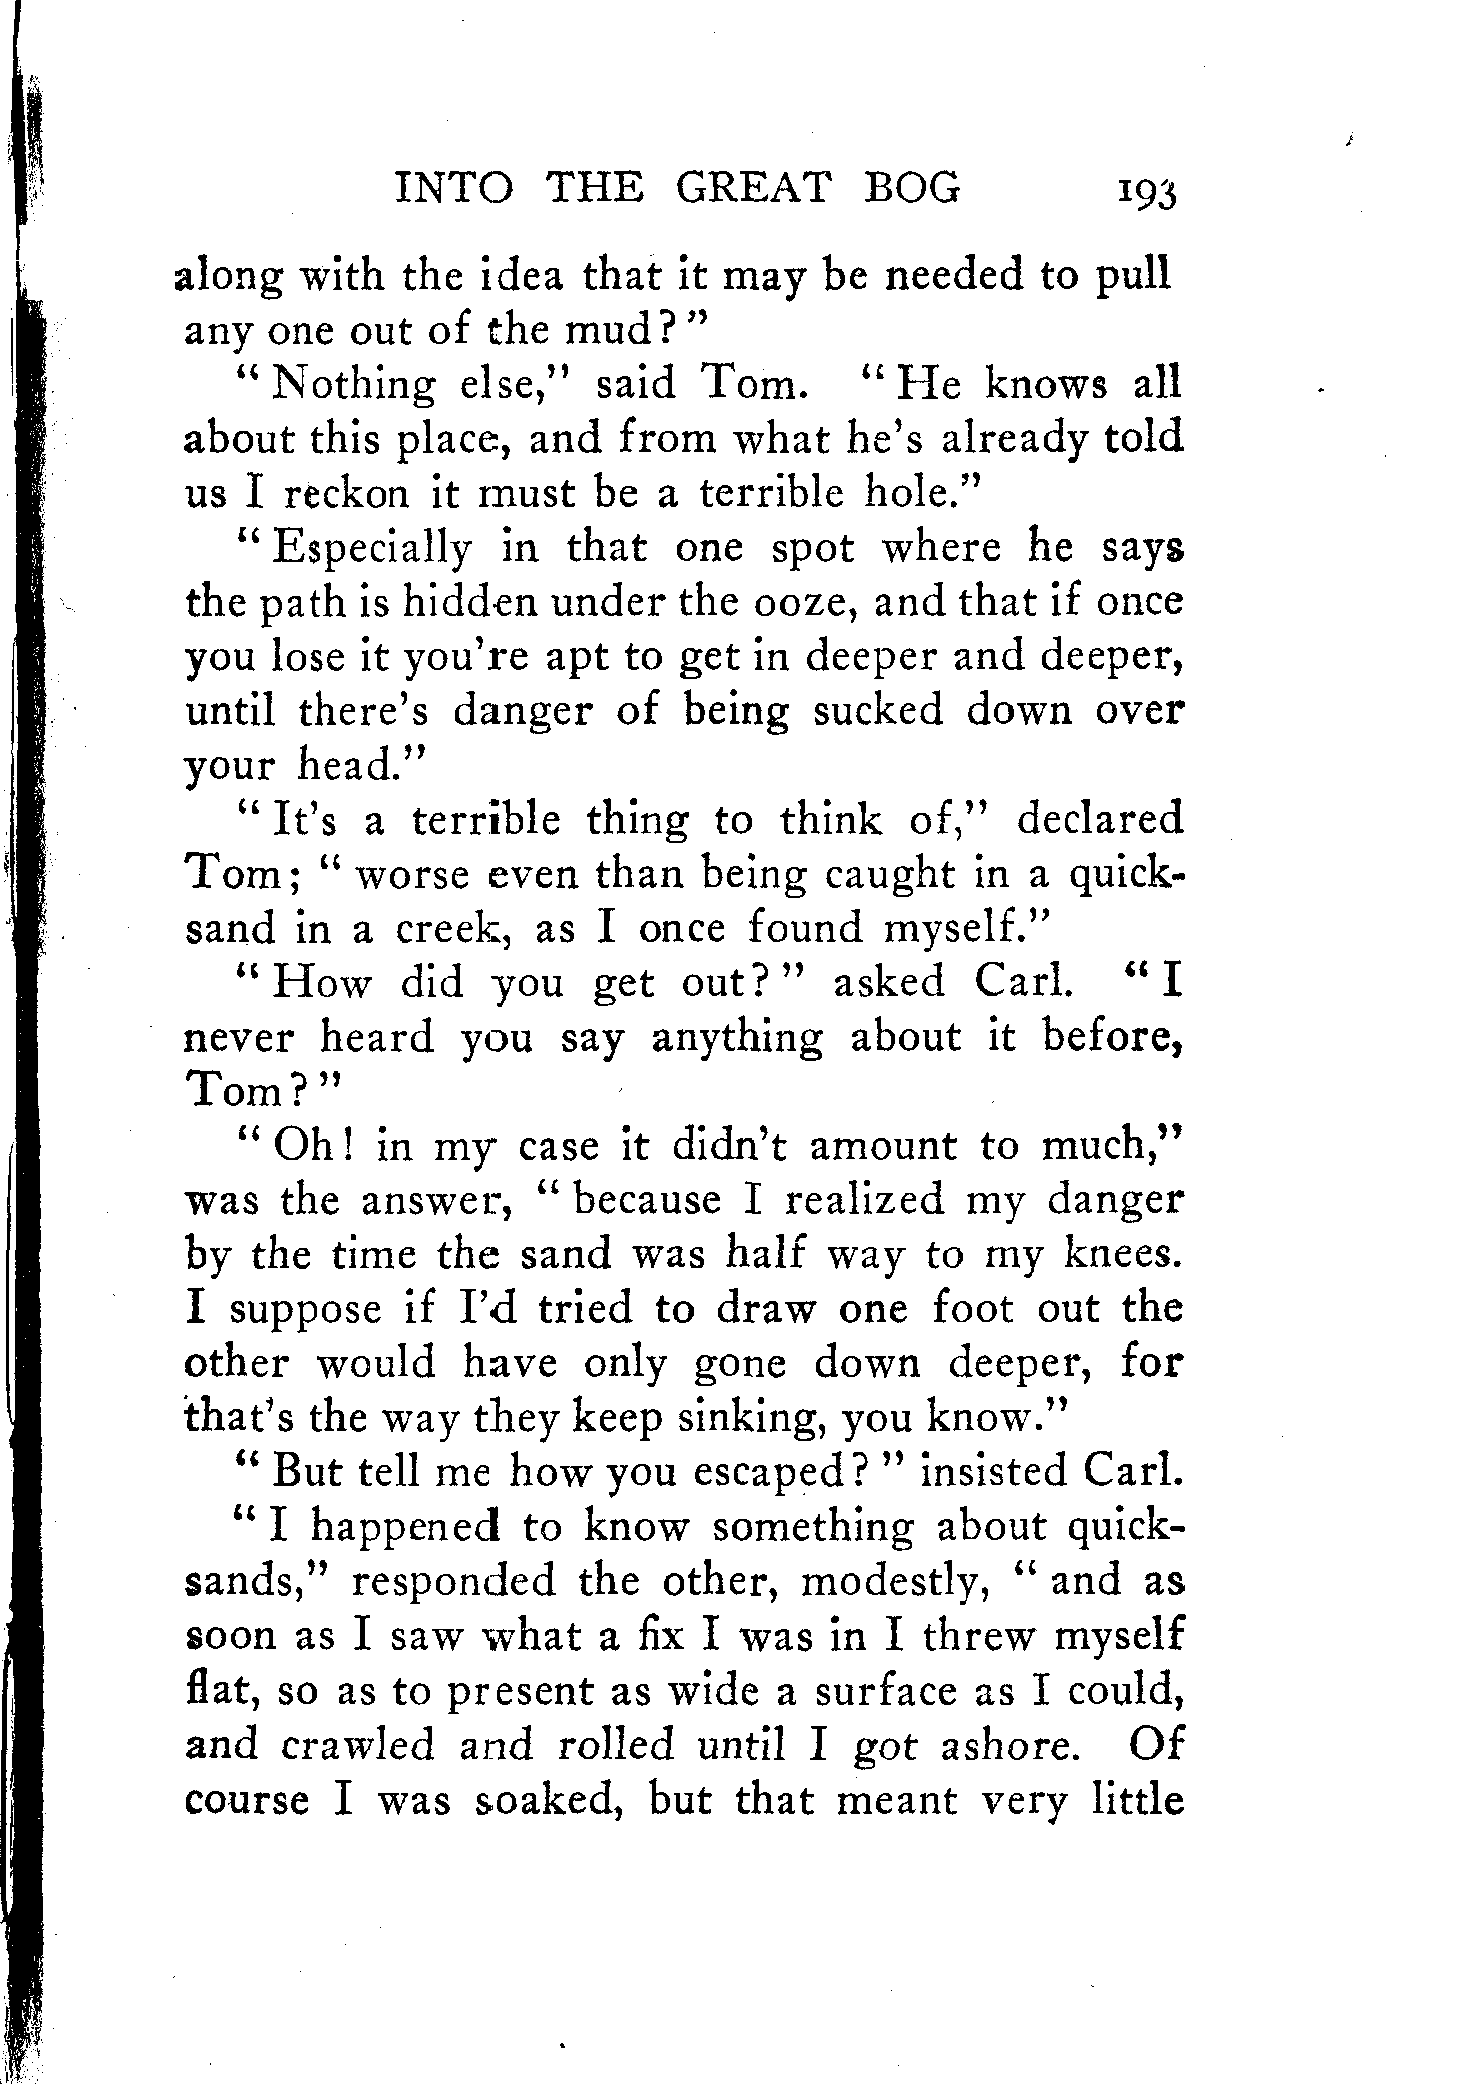 INTO THE GREAT BOG 193
along with the idea that it may be needed to pull
any one out of the mud?"
"Nothing else," said Tom. "He knows all
about this place, and from what he's already told
us I reckon it must be a terrible hole."
"Especially in that one spot where he says
the path is hidden under the ooze, and that if once
you lose it you're apt to get in deeper and deeper,
until there's danger of being sucked down over
your head."
"It's a terrible thing to think of," declared
Tom; "worse even than being caught in a quick-
sand in a creek, as I once found myself."
"How did you get out?" asked Carl. "I
never heard you say anything about it before,
Tom?"
"Oh! in my case it didn't amount to much,"
was the answer, "because I realized my danger
by the time the sand was half way to my knees.
I suppose if I'd tried to draw one foot out the
other would have only gone down deeper, for
that's the way they keep sinking, you know."
"But tell me how you escaped?" insisted Carl.
"I happened to know something about quick-
sands," responded the other, modestly, "and as
soon as I saw what a fix I was in I threw myself
flat, so as to present as wide a surface as I could,
and crawled and rolled until I got ashore. Of
course I was soaked, but that meant very little